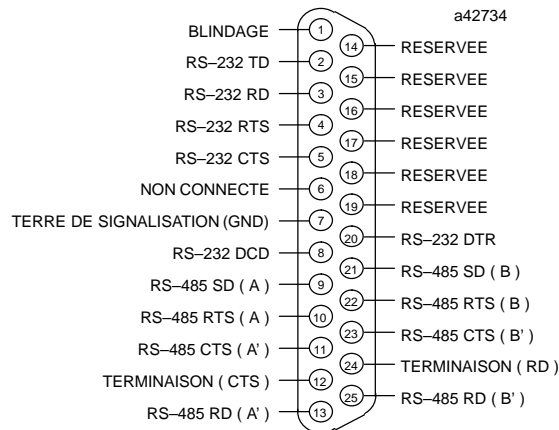 a42734
BLINDAGE 1
RS–232 TD 2
RS–232 RD 3
RS–232 RTS 4
RS–232 CTS 5
NON CONNECTE 6
TERRE DE SIGNALISATION (GND) 7
RS–232 DCD 8
RS–485 SD ( A ) 9
RS–485 RTS ( A ) 10
RS–485 CTS ( A' ) 11
TERMINAISON ( CTS ) 12
RS–485 RD ( A' ) 13
14 RESERVEE
15 RESERVEE
16 RESERVEE
17 RESERVEE
18 RESERVEE
19 RESERVEE
20 RS–232 DTR
21 RS–485 SD ( B )
22 RS–485 RTS ( B )
23 RS–485 CTS ( B' )
24 TERMINAISON ( RD )
25 RS–485 RD ( B' )